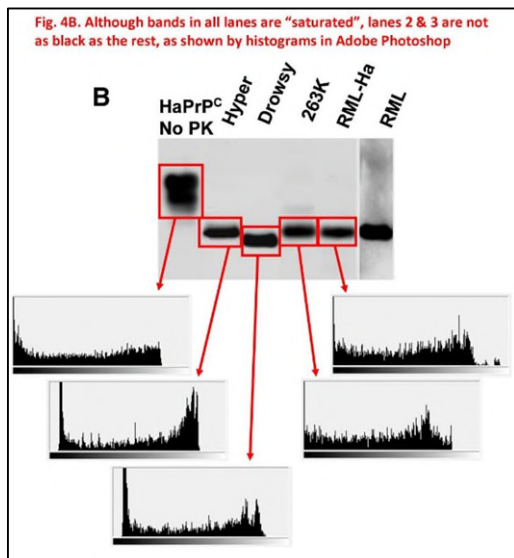 Fig. 4B. Although bands in all lanes are “saturated”, lanes 2 & 3 are not
as black as the rest, as shown by histograms in Adobe Photoshop
B
HaPrPC
No PK
Hyper
Drowsy
263K
RML-Ha
RML